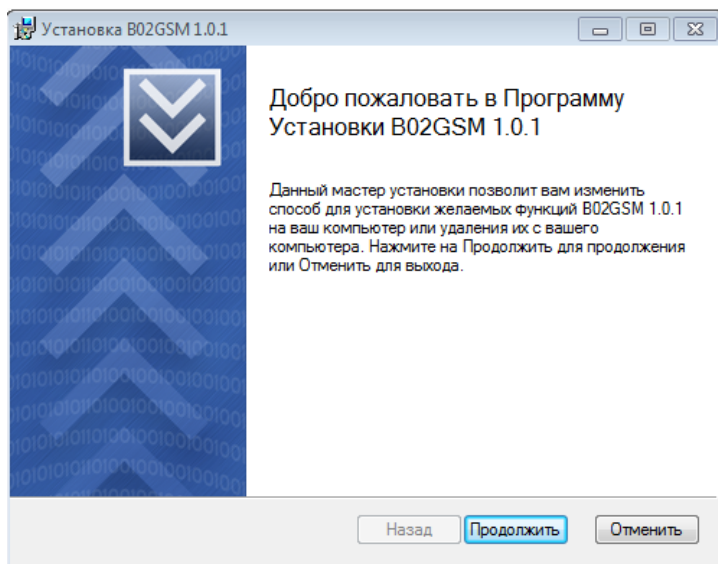 Установка B02GSM 1.0.1
Добро пожаловать в Программу
Установки B02GSM 1.0.1
Данный мастер установки позволит вам изменить
способ для установки желаемых функций B02GSM 1.0.1
на ваш компьютер или удаления их с вашего
компьютера. Нажмите на Продолжить для продолжения
или Отменить для выхода.
Назад Продолжить Отменить